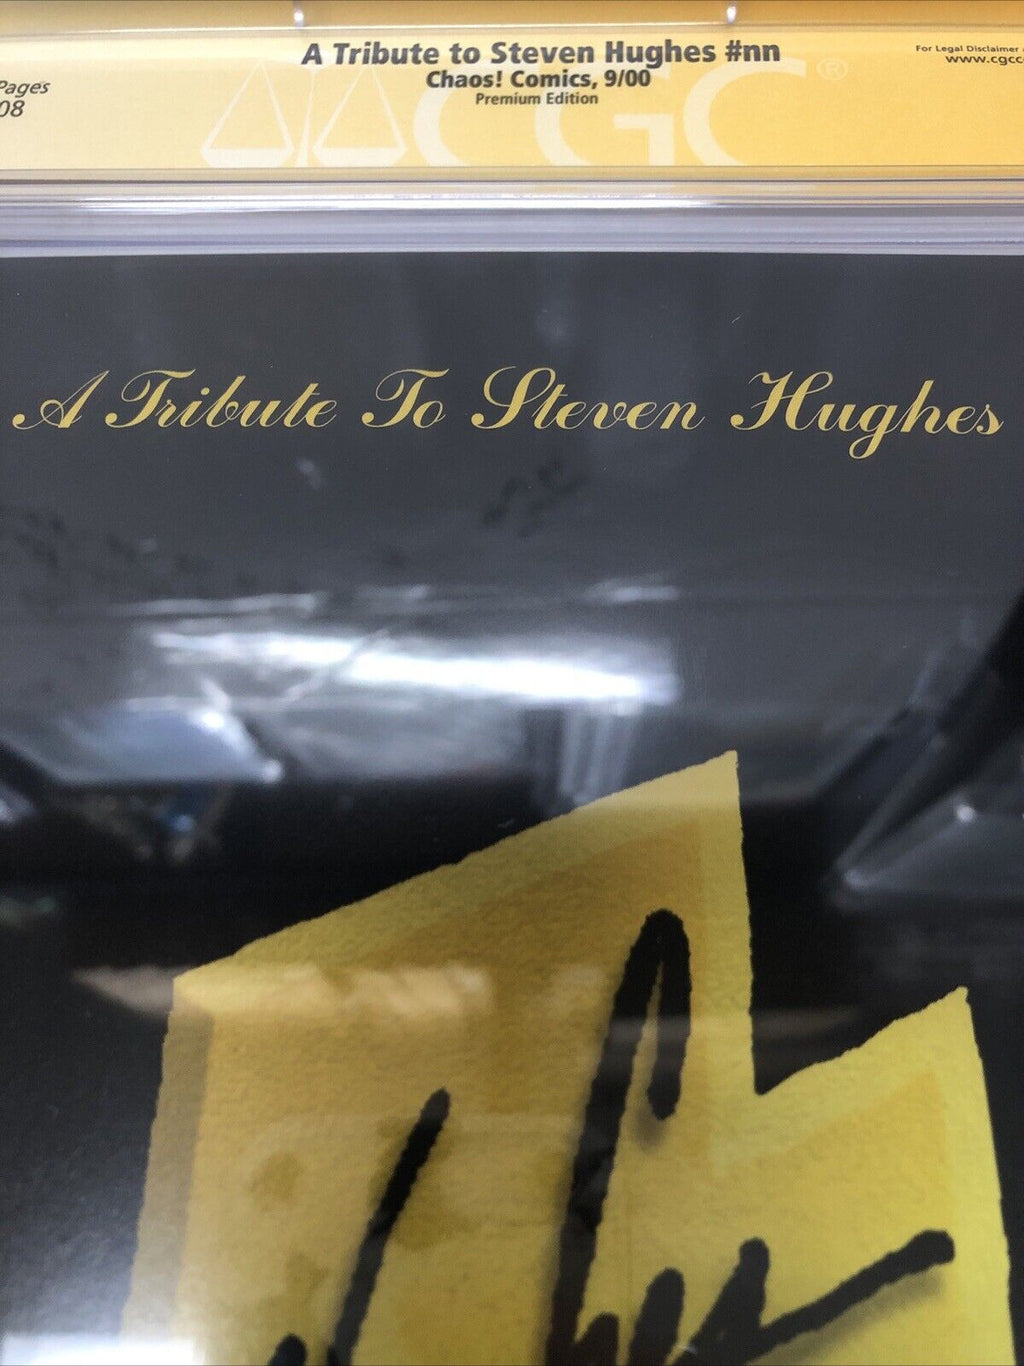 A Tribute to Steven Hughes #nn
Chaos! Comics, 9/00
Premium Edition
For Legal Disclaimer
www.cgcc
Pages
08
CGC®
A Tribute To Steven Hughes